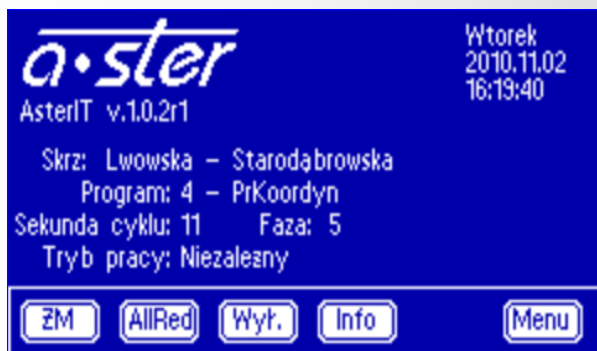 a·ster
Wtorek
2010.11.02
16:19:40
AsterIT v.1.0.2r1
Skrz: Lwowska – Starodąbrowska
Program: 4 – PrKoordyn
Sekunda cyklu: 11 Faza: 5
Tryb pracy: Niezależny
ŻM AllRed Wył. Info Menu